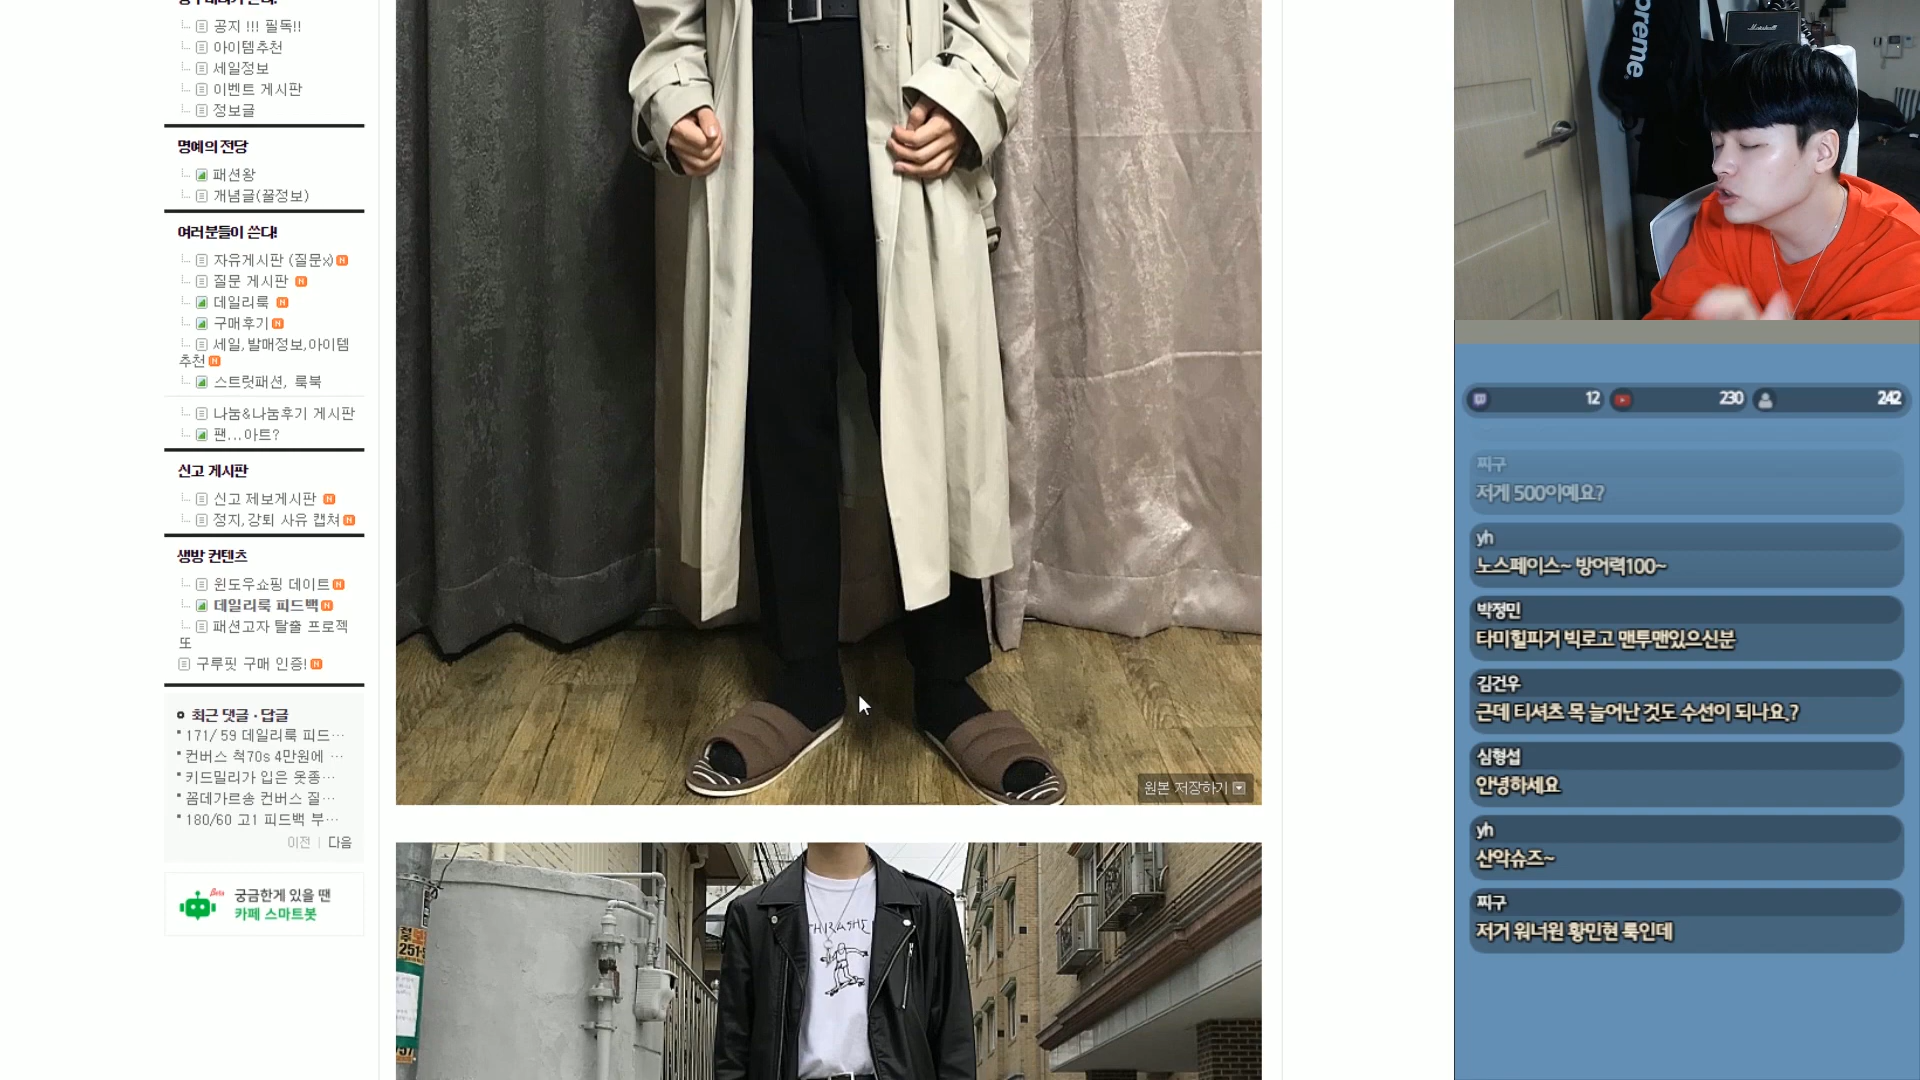 공지 !!! 필독!!
아이템추천
세일정보
이벤트 게시판
정보글
명예의 전당
패션왕
개념글(꿀정보)
여러분들이 쓴다!
자유게시판 (질문x) N
질문 게시판 N
데일리룩 N
구매후기 N
세일,발매정보,아이템
추천 N
스트릿패션, 룩북
나눔&나눔후기 게시판
팬...아트?
신고 게시판
신고 제보게시판 N
정지,강퇴 사유 캡쳐 N
생방 컨텐츠
윈도우쇼핑 데이트 N
데일리룩 피드백 N
패션고자 탈출 프로젝
또
구루핏 구매 인증! N
최근 댓글·답글
171/ 59 데일리룩 피드…
컨버스 척70s 4만원에 …
키드밀리가 입은 옷종…
꼼데가르송 컨버스 질…
180/60 고1 피드백 부…
이전 | 다음
Beta
궁금한게 있을 땐
카페 스마트봇
원본 저장하기
THRASHE
251
preme
Marshall
12 230 242
찌구
저게 500이예요?
yh
노스페이스~ 방어력100~
박정민
타미힐피거 빅로고 맨투맨있으신분
김건우
근데 티셔츠 목 늘어난 것도 수선이 되나요.?
심형섭
안녕하세요
yh
산악슈즈~
찌구
저거 워너원 황민현 룩인데